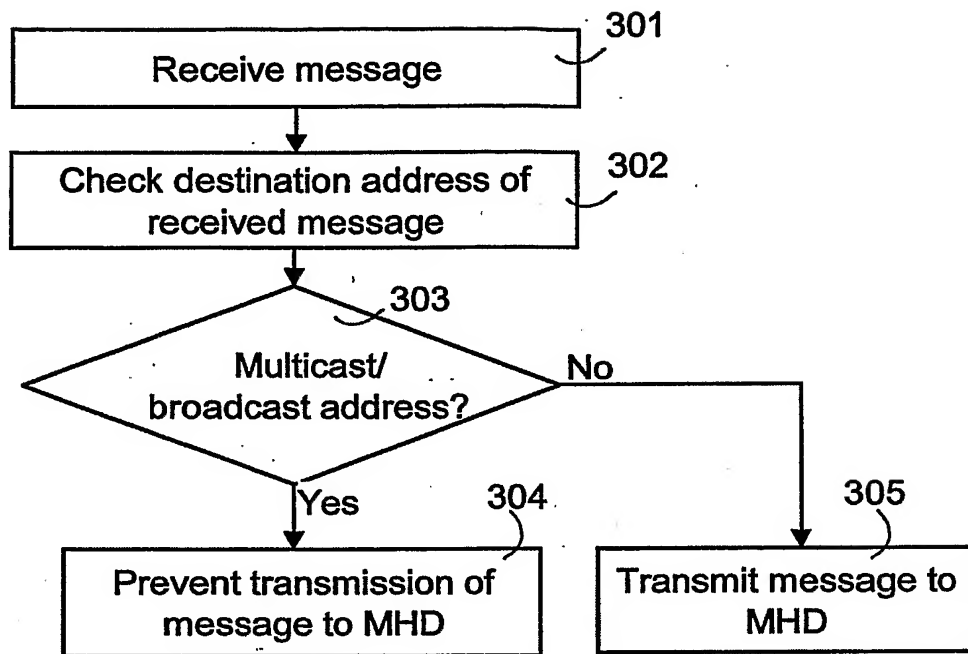 301
Receive message
302
Check destination address of
received message
303
Multicast/
broadcast address?
No
Yes
304
Prevent transmission of
message to MHD
305
Transmit message to
MHD